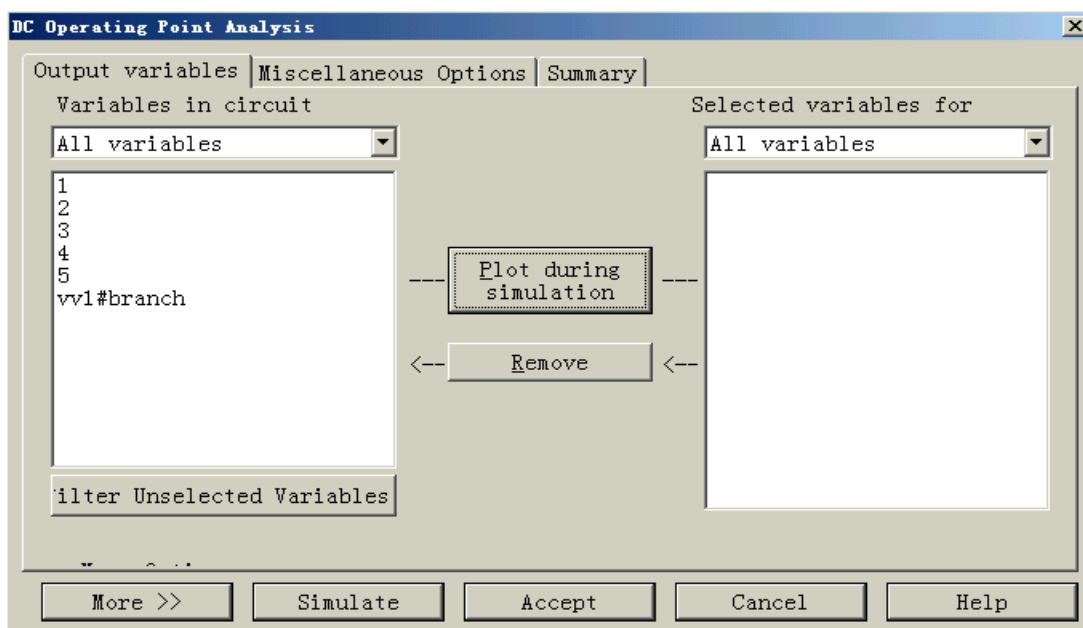 DC Operating Point Analysis
Output variables Miscellaneous Options Summary
Variables in circuit Selected variables for
All variables All variables
1
2
3
4
5
vv1#branch
--- Plot during ---
simulation
<-- Remove <--
ilter Unselected Variables
More >> Simulate Accept Cancel Help